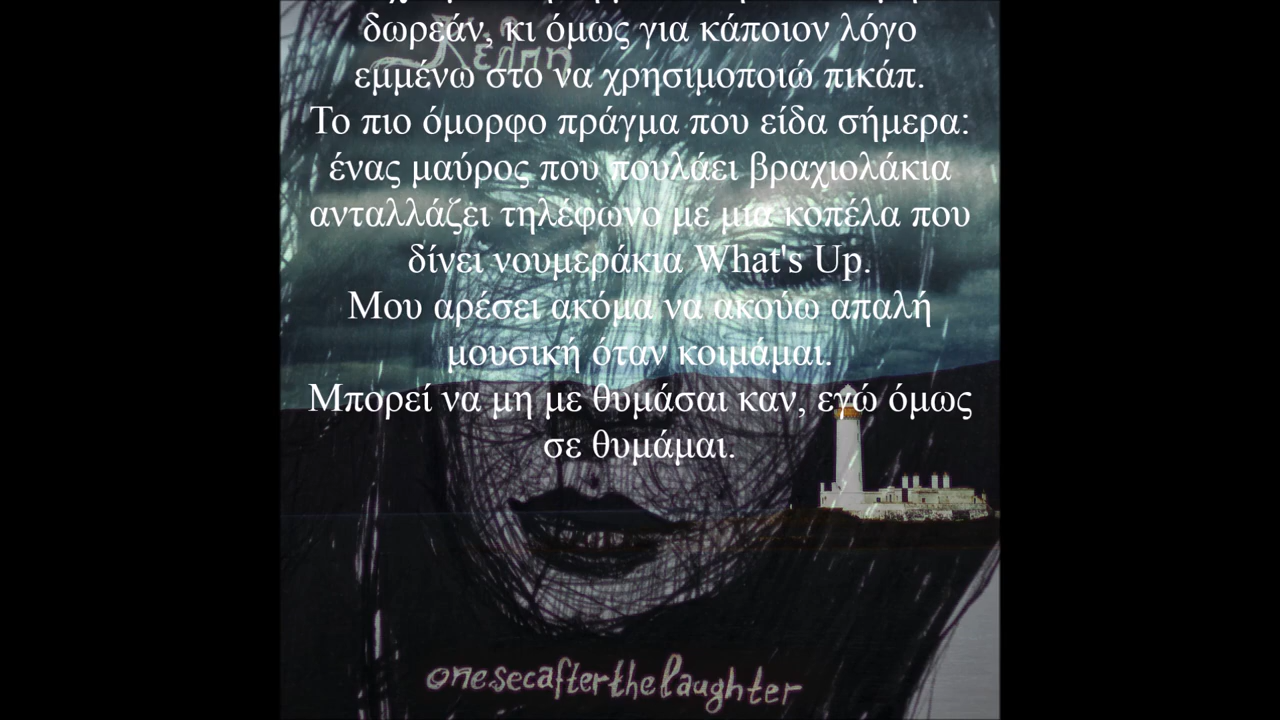 δωρεάν, κι όμως για κάποιον λόγο
Κέλπη
εμμένω στο να χρησιμοποιώ πικάπ.
Το πιο όμορφο πράγμα που είδα σήμερα:
ένας μαύρος που πουλάει βραχιολάκια
ανταλλάζει τηλέφωνο με μια κοπέλα που
δίνει νουμεράκια What's Up.
Μου αρέσει ακόμα να ακούω απαλή
μουσική όταν κοιμάμαι.
Μπορεί να μη με θυμάσαι καν, εγώ όμως
σε θυμάμαι.
onesecafterthelaughter